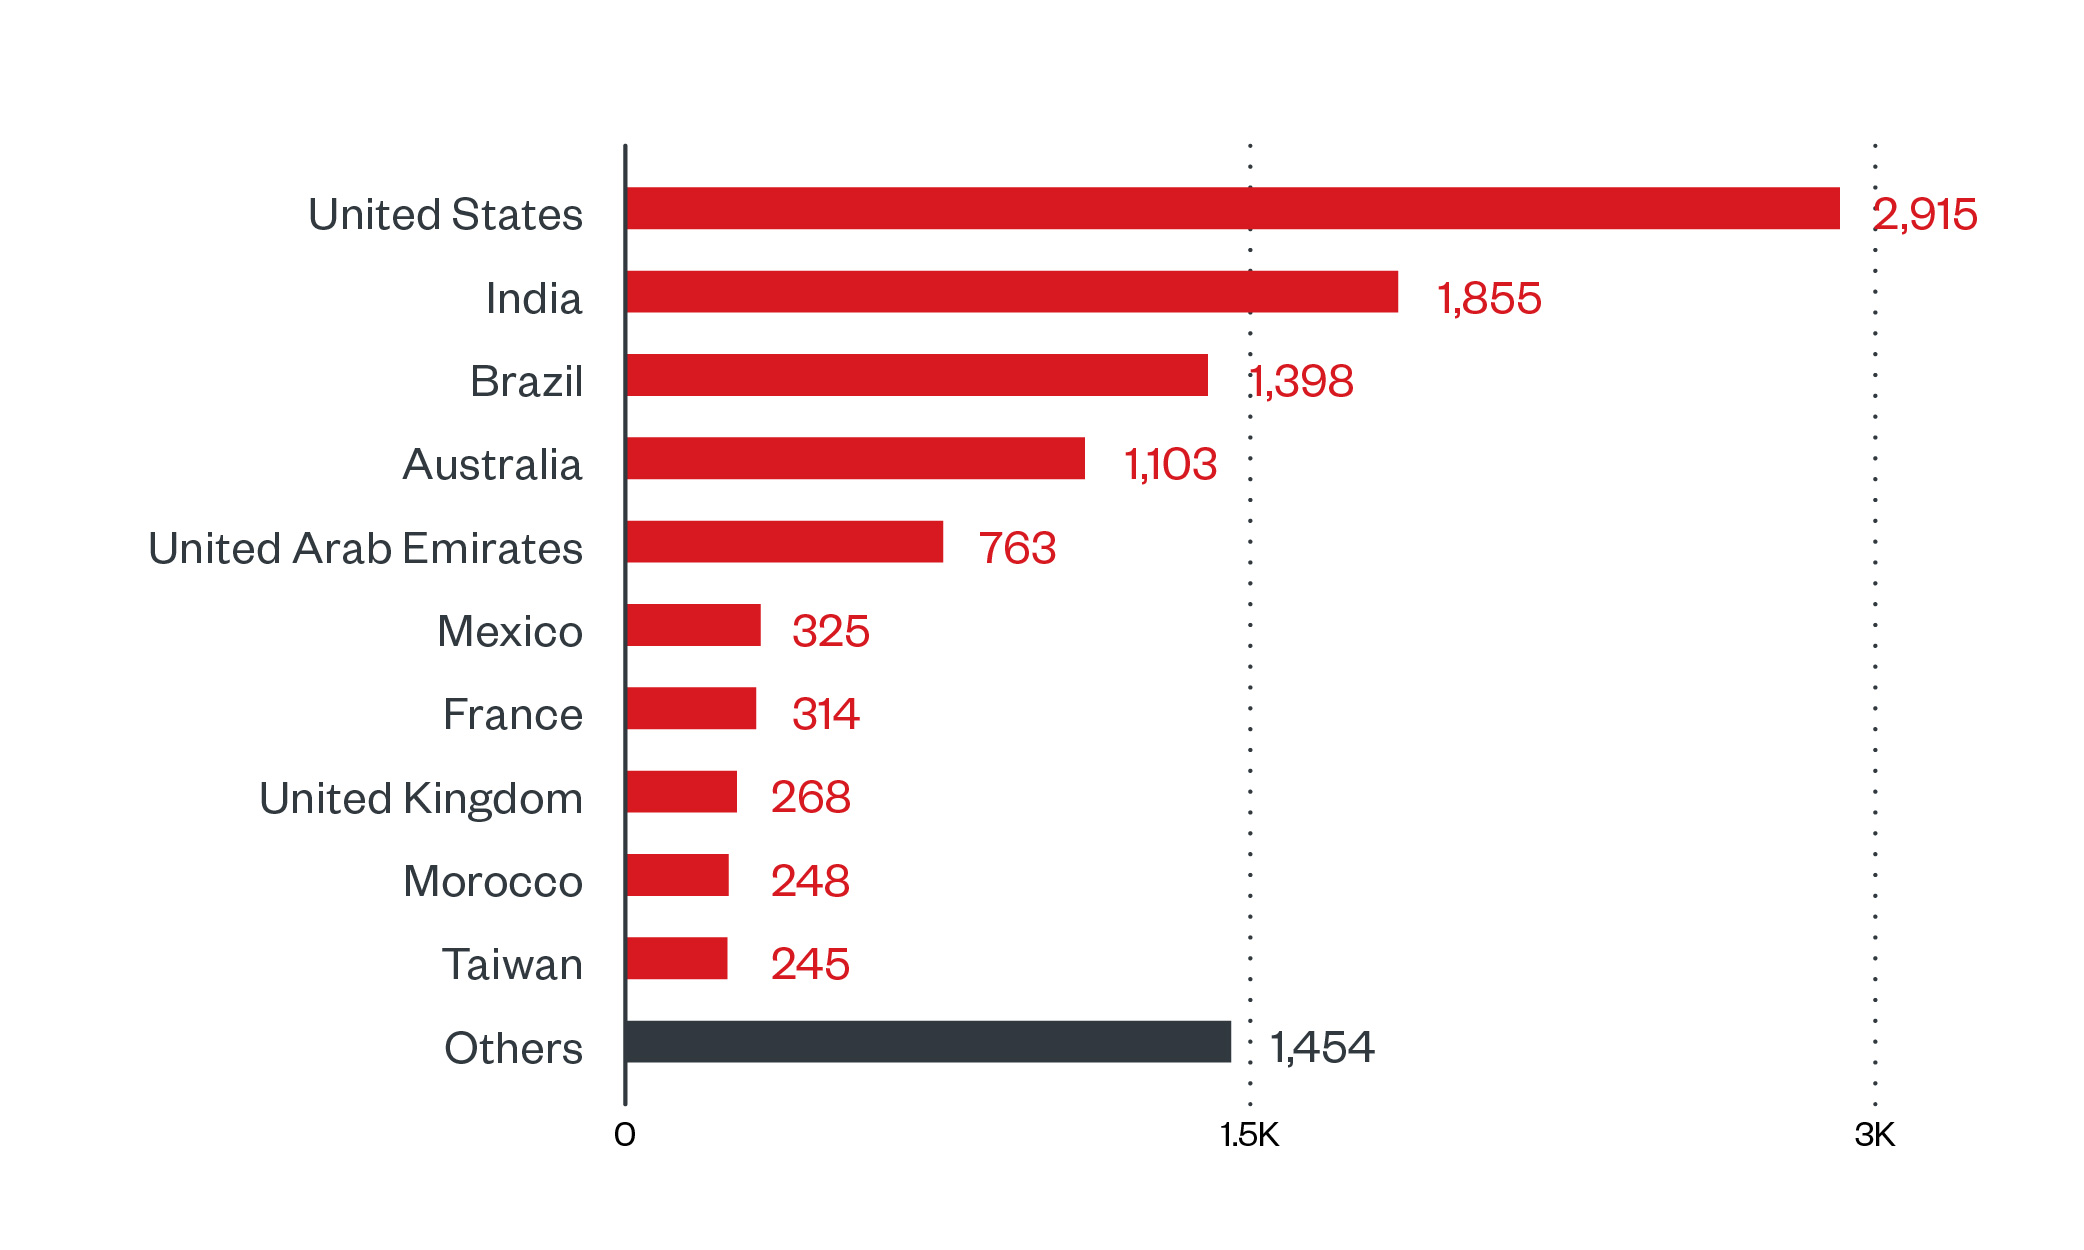 United States 2,915
India 1,855
Brazil 1,398
Australia 1,103
United Arab Emirates 763
Mexico 325
France 314
United Kingdom 268
Morocco 248
Taiwan 245
Others 1,454
0 1.5K 3K